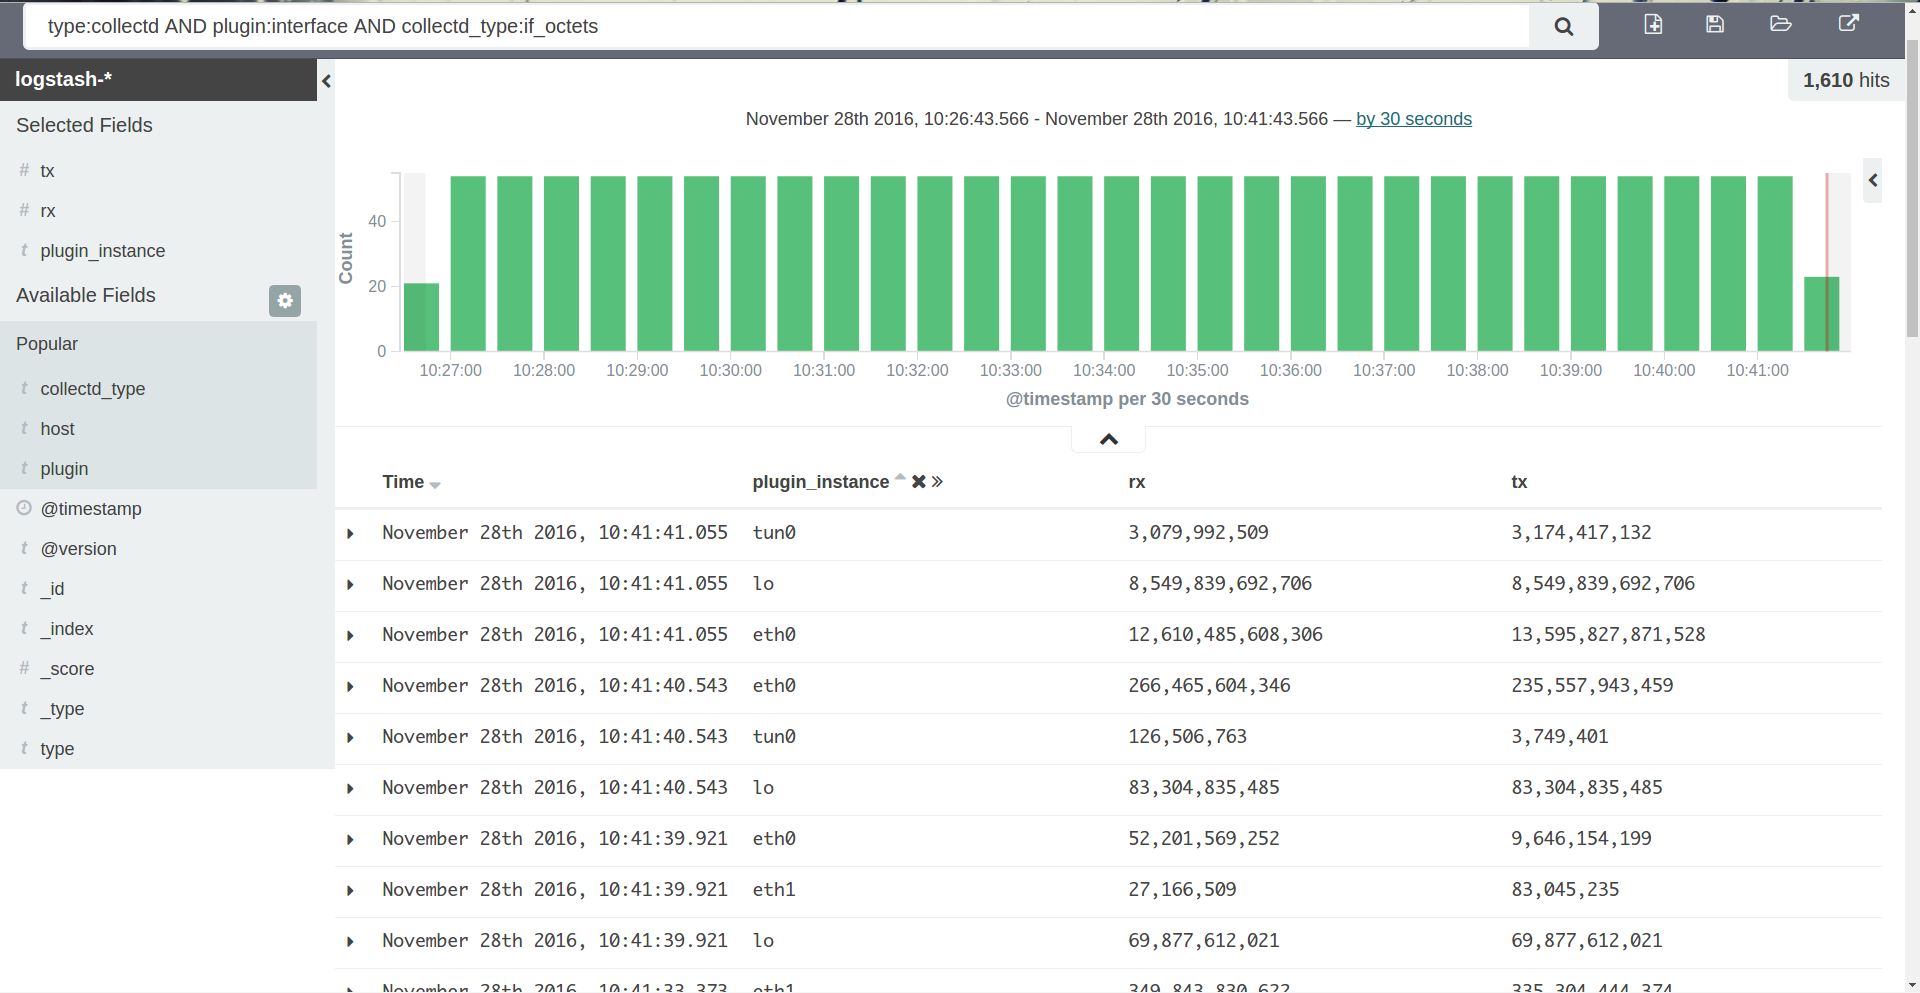 type:collectd AND plugin:interface AND collectd_type:if_octets
logstash-*
1,610 hits
Selected Fields
# tx
# rx
t plugin_instance
Available Fields
Popular
t collectd_type
t host
t plugin
@timestamp
t @version
t _id
t _index
# _score
t _type
t type
November 28th 2016, 10:26:43.566 - November 28th 2016, 10:41:43.566 — by 30 seconds
Count
40
20
0
10:27:00 10:28:00 10:29:00 10:30:00 10:31:00 10:32:00 10:33:00 10:34:00 10:35:00 10:36:00 10:37:00 10:38:00 10:39:00 10:40:00 10:41:00
@timestamp per 30 seconds
Time plugin_instance rx tx
November 28th 2016, 10:41:41.055 tun0 3,079,992,509 3,174,417,132
November 28th 2016, 10:41:41.055 lo 8,549,839,692,706 8,549,839,692,706
November 28th 2016, 10:41:41.055 eth0 12,610,485,608,306 13,595,827,871,528
November 28th 2016, 10:41:40.543 eth0 266,465,604,346 235,557,943,459
November 28th 2016, 10:41:40.543 tun0 126,506,763 3,749,401
November 28th 2016, 10:41:40.543 lo 83,304,835,485 83,304,835,485
November 28th 2016, 10:41:39.921 eth0 52,201,569,252 9,646,154,199
November 28th 2016, 10:41:39.921 eth1 27,166,509 83,045,235
November 28th 2016, 10:41:39.921 lo 69,877,612,021 69,877,612,021
November 28th 2016, 10:41:33.373 eth1 349,843,830,622 335,304,444,374